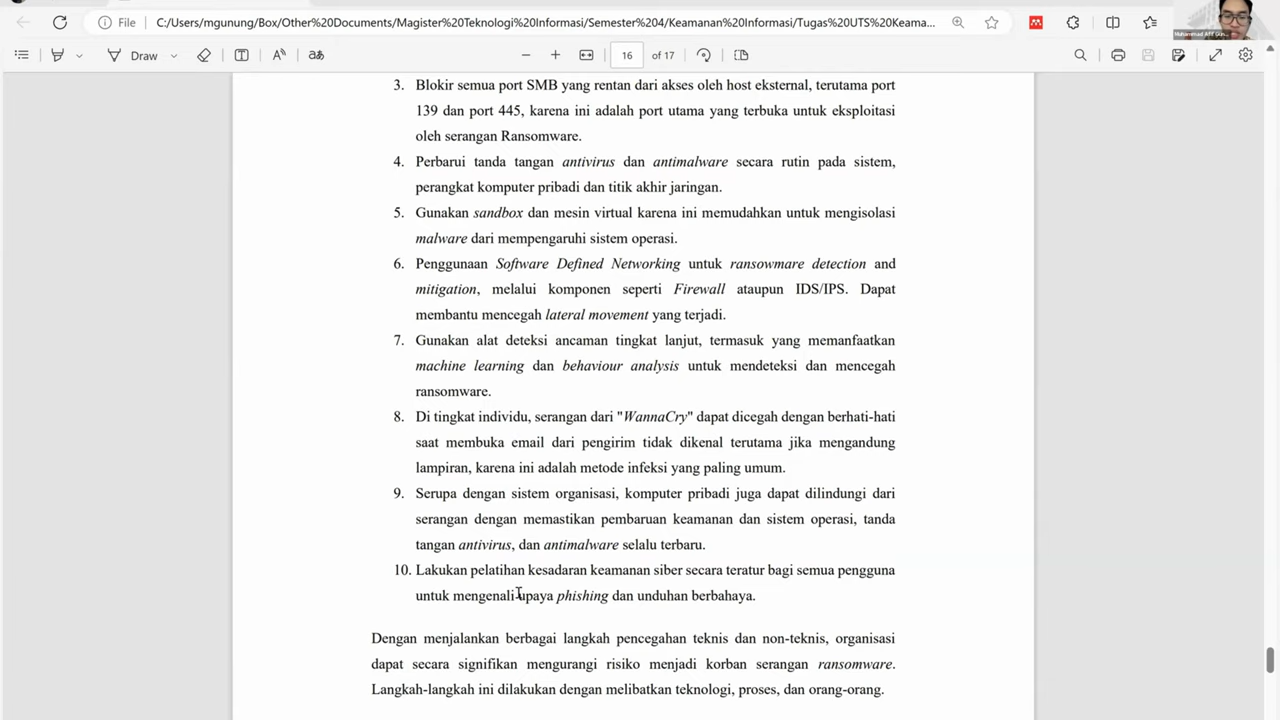 File
C:/Users/mgunung/Box/Other%20Documents/Magister%20Teknologi%20Informasi/Semester%204/Keamanan%20Informasi/Tugas%20UTS%20Keama...
Draw
16 of 17
3. Blokir semua port SMB yang rentan dari akses oleh host eksternal, terutama port
139 dan port 445, karena ini adalah port utama yang terbuka untuk eksploitasi
oleh serangan Ransomware.
4. Perbarui tanda tangan antivirus dan antimalware secara rutin pada sistem,
perangkat komputer pribadi dan titik akhir jaringan.
5. Gunakan sandbox dan mesin virtual karena ini memudahkan untuk mengisolasi
malware dari mempengaruhi sistem operasi.
6. Penggunaan Software Defined Networking untuk ransowmare detection and
mitigation, melalui komponen seperti Firewall ataupun IDS/IPS. Dapat
membantu mencegah lateral movement yang terjadi.
7. Gunakan alat deteksi ancaman tingkat lanjut, termasuk yang memanfaatkan
machine learning dan behaviour analysis untuk mendeteksi dan mencegah
ransomware.
8. Di tingkat individu, serangan dari "WannaCry" dapat dicegah dengan berhati-hati
saat membuka email dari pengirim tidak dikenal terutama jika mengandung
lampiran, karena ini adalah metode infeksi yang paling umum.
9. Serupa dengan sistem organisasi, komputer pribadi juga dapat dilindungi dari
serangan dengan memastikan pembaruan keamanan dan sistem operasi, tanda
tangan antivirus, dan antimalware selalu terbaru.
10. Lakukan pelatihan kesadaran keamanan siber secara teratur bagi semua pengguna
untuk mengenali upaya phishing dan unduhan berbahaya.
Dengan menjalankan berbagai langkah pencegahan teknis dan non-teknis, organisasi
dapat secara signifikan mengurangi risiko menjadi korban serangan ransomware.
Langkah-langkah ini dilakukan dengan melibatkan teknologi, proses, dan orang-orang.